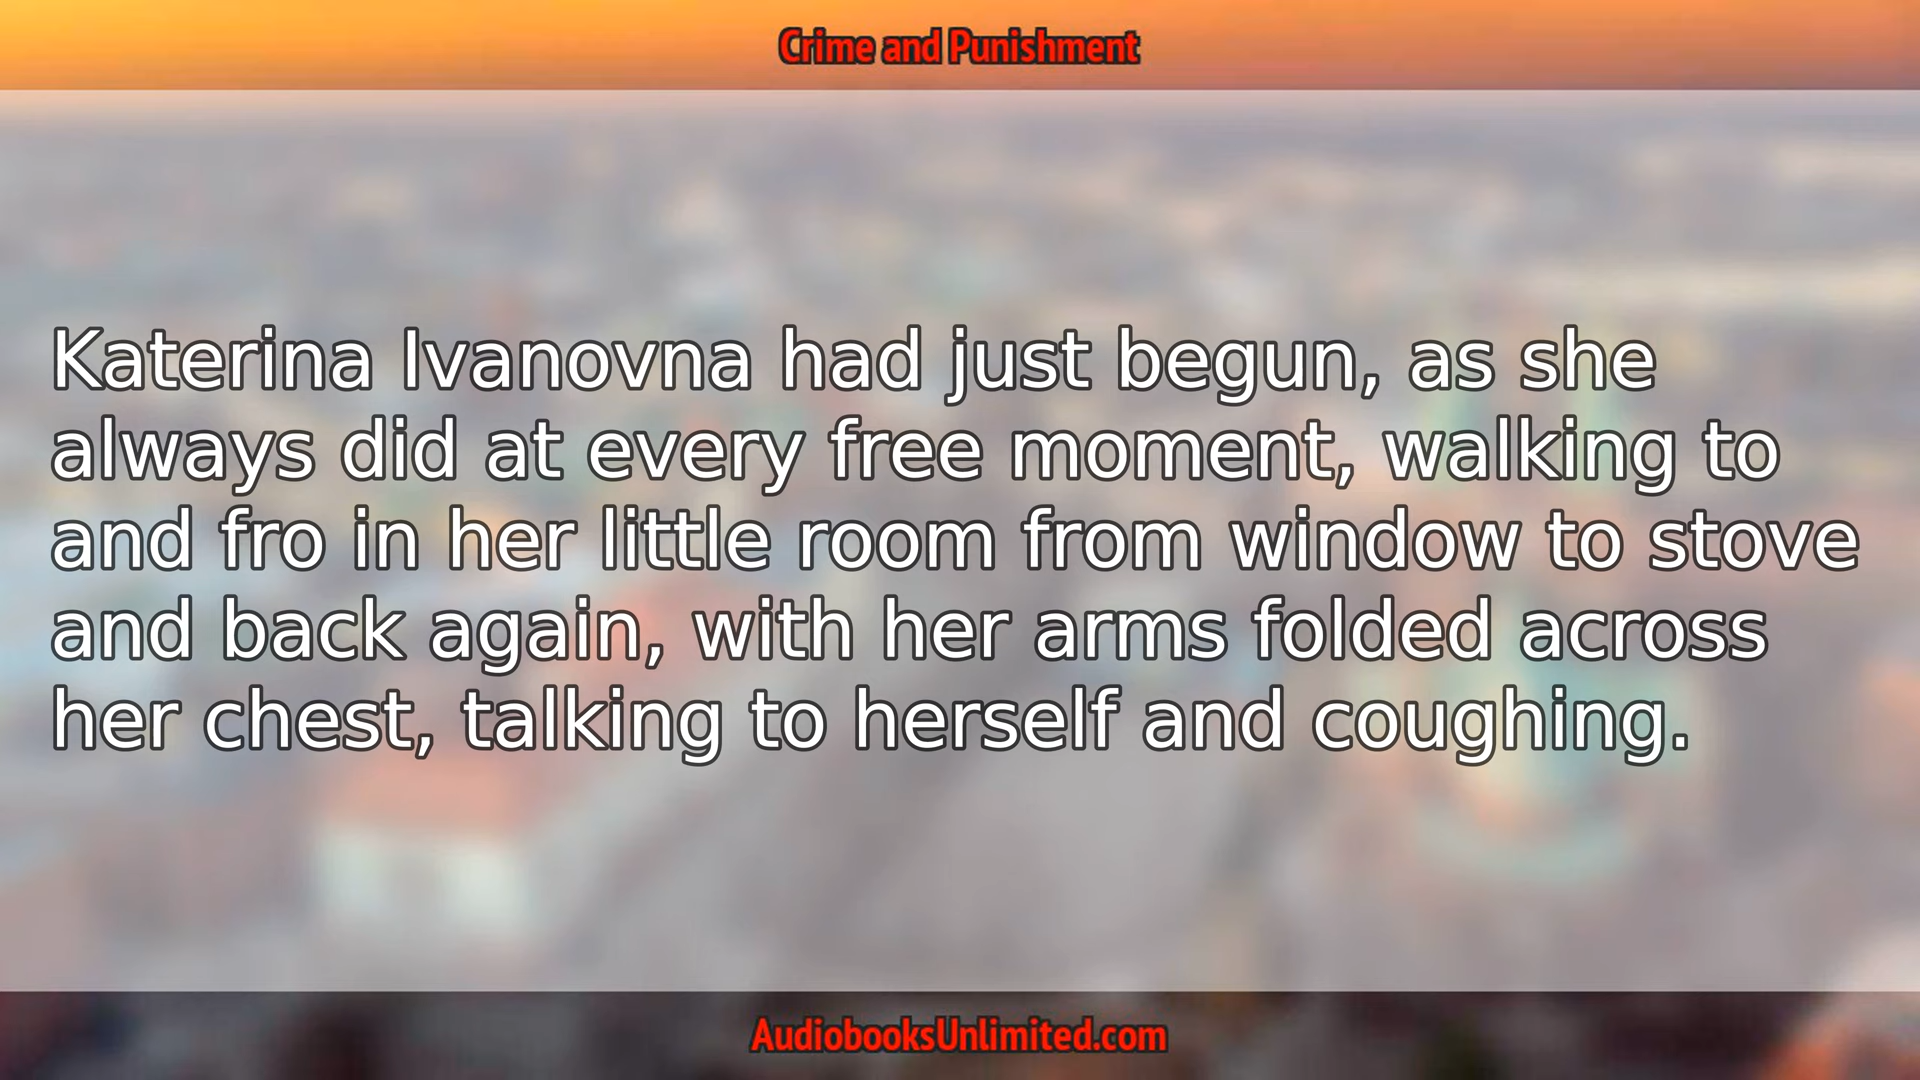 Crime and Punishment
Katerina Ivanovna had just begun, as she
always did at every free moment, walking to
and fro in her little room from window to stove
and back again, with her arms folded across
her chest, talking to herself and coughing.
AudiobooksUnlimited.com